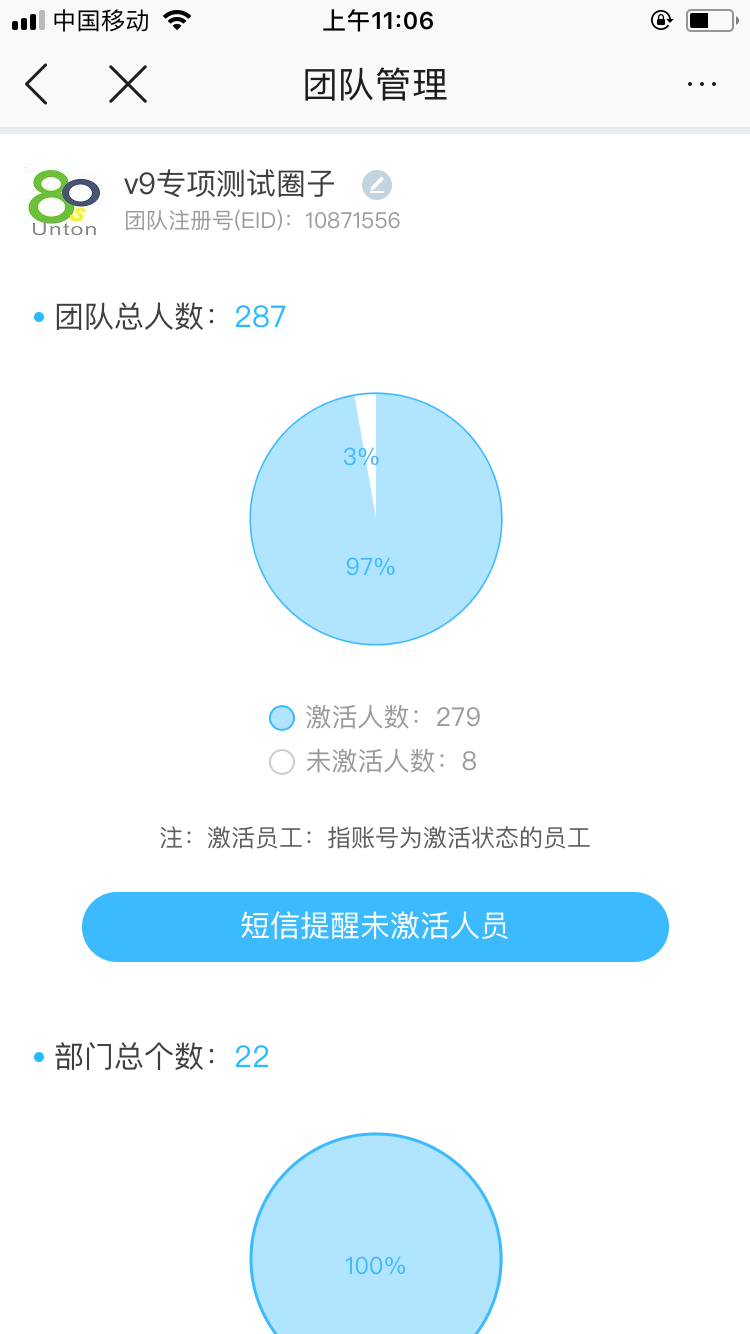 中国移动 上午11:06
团队管理
v9专项测试圈子
团队注册号(EID)：10871556
Unton
团队总人数：287
3%
97%
激活人数：279
未激活人数：8
注：激活员工：指账号为激活状态的员工
短信提醒未激活人员
部门总个数：22
100%